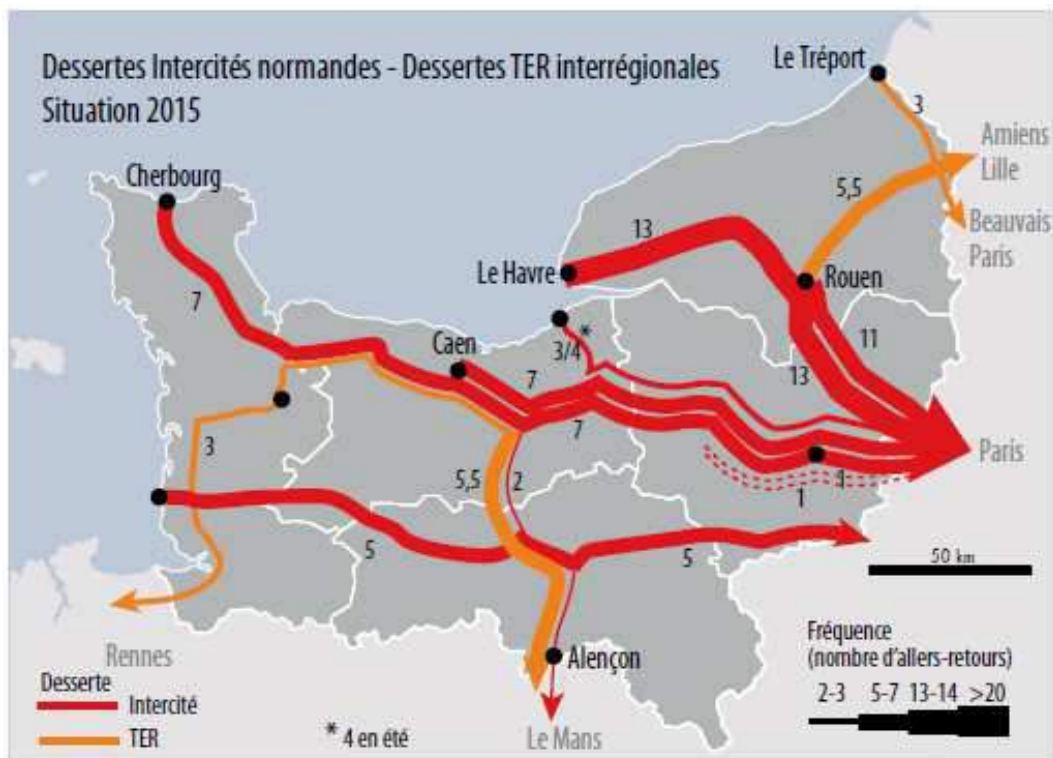 Dessertes Intercités normandes - Dessertes TER interrégionales
Situation 2015
Le Tréport
3
Amiens
Lille
Cherbourg
5,5
Beauvais
Paris
13
Le Havre
Rouen
7
*
3/4
11
Caen
13
7
7
3
Paris
5,5
2
1
1
5
5
50 km
Rennes
Alençon
Fréquence
(nombre d'allers-retours)
2-3 5-7 13-14 >20
Desserte
Intercité
TER
* 4 en été
Le Mans